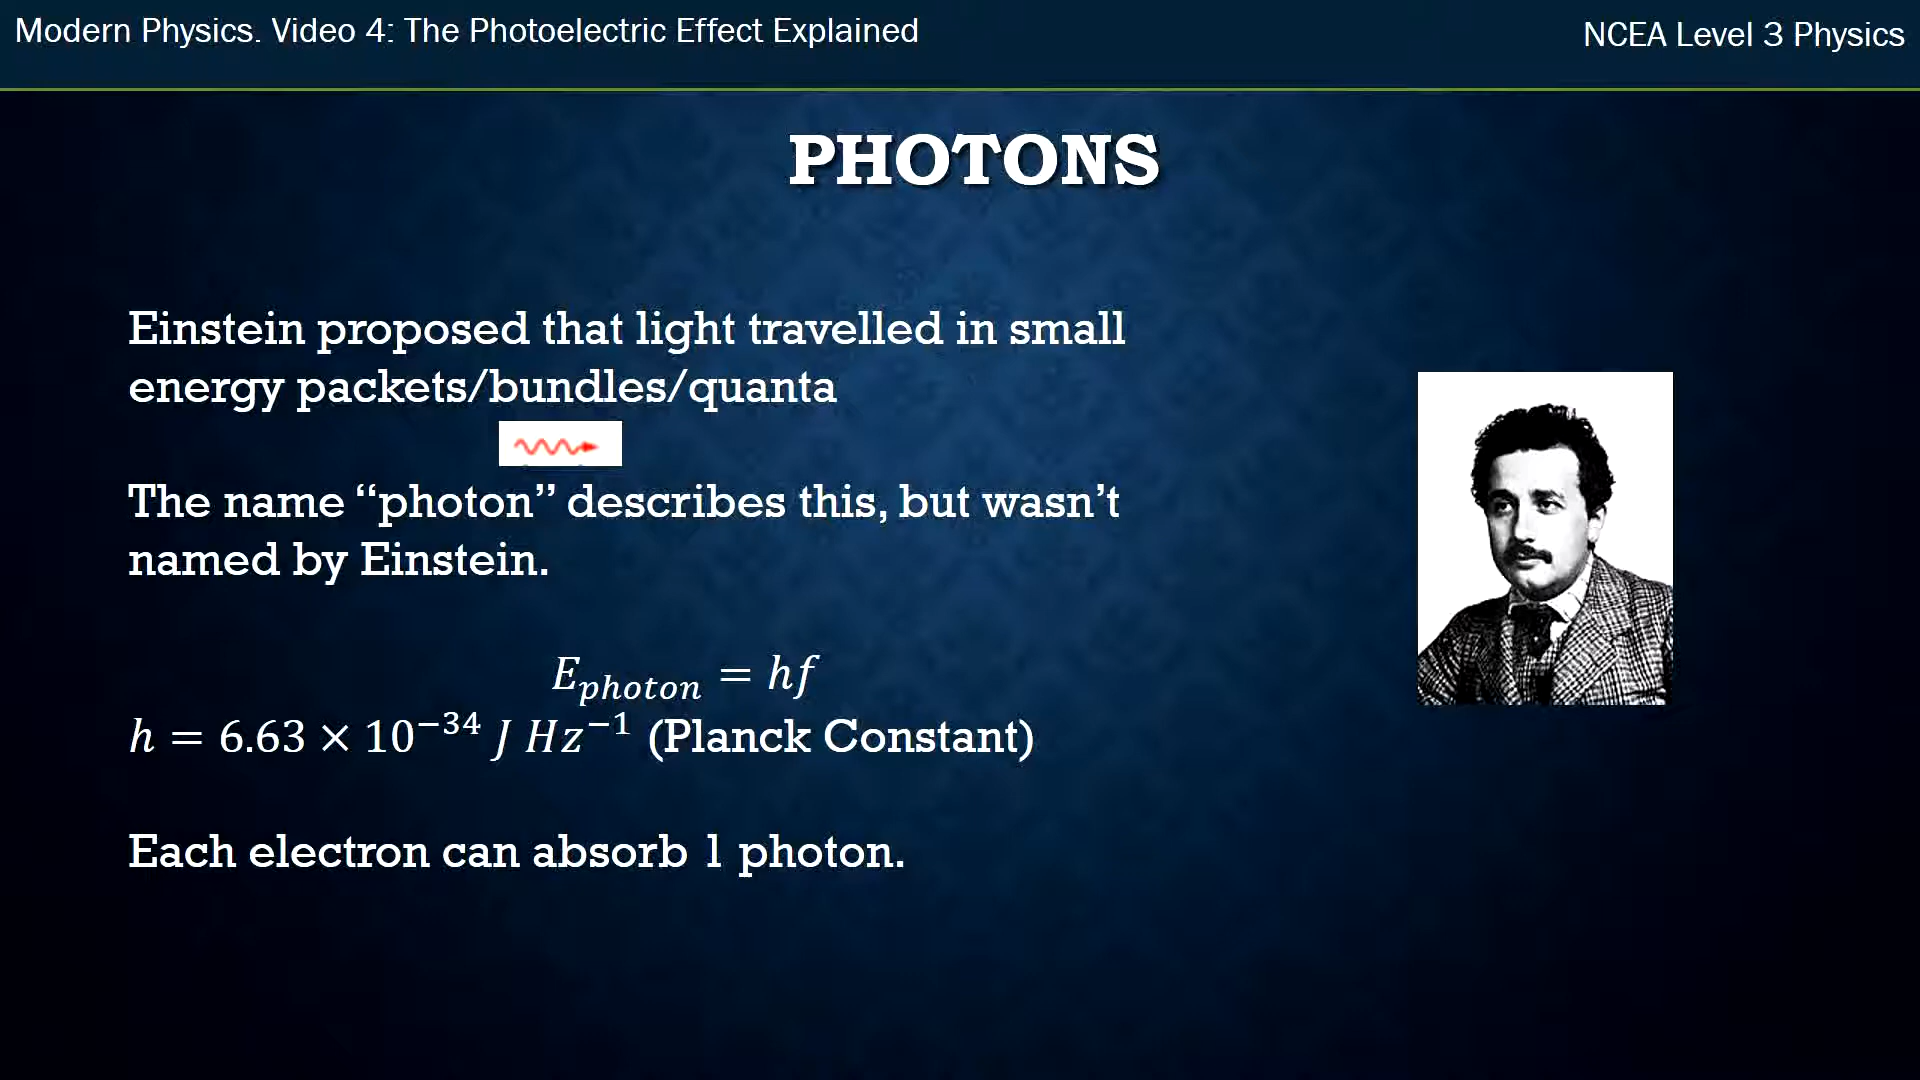 Modern Physics. Video 4: The Photoelectric Effect Explained
NCEA Level 3 Physics
PHOTONS
Einstein proposed that light travelled in small
energy packets/bundles/quanta
The name “photon” describes this, but wasn’t
named by Einstein.
E_{photon} = hf
h = 6.63 × 10^{−34} J Hz^{−1} (Planck Constant)
Each electron can absorb 1 photon.